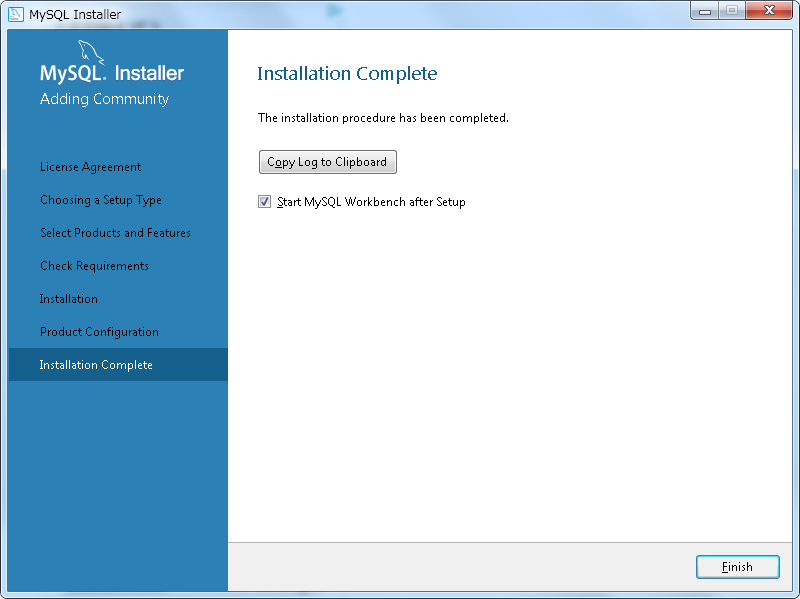 MySQL Installer
MySQL. Installer
Adding Community
License Agreement
Choosing a Setup Type
Select Products and Features
Check Requirements
Installation
Product Configuration
Installation Complete
Installation Complete
The installation procedure has been completed.
Copy Log to Clipboard
Start MySQL Workbench after Setup
Finish